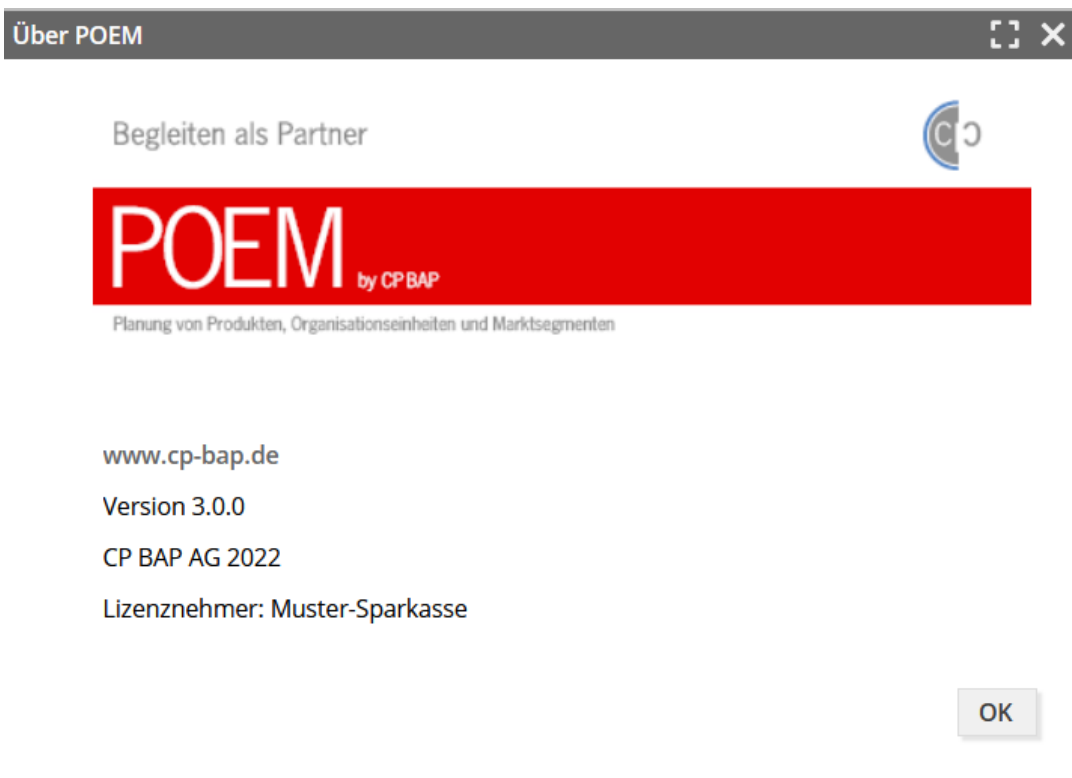 Über POEM
Begleiten als Partner
POEM by CP BAP
Planung von Produkten, Organisationseinheiten und Marktsegmenten
www.cp-bap.de
Version 3.0.0
CP BAP AG 2022
Lizenznehmer: Muster-Sparkasse
OK